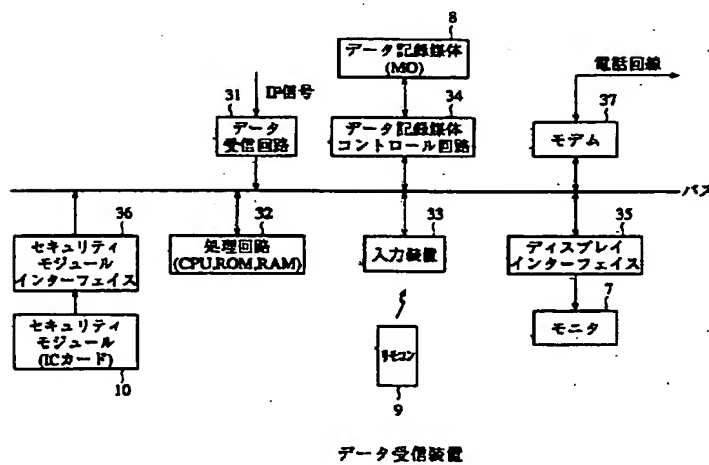 8
データ記録媒体
(MO)
電話回線
31
IP信号
34
37
データ
受信回路
データ記録媒体
コントロール回路
モデム
バス
36
32
33
35
セキュリティ
モジュール
インターフェイス
処理回路
(CPU,ROM,RAM)
入力装置
ディスプレイ
インターフェイス
7
セキュリティ
モジュール
(ICカード)
モニタ
リモコン
10
9
データ受信装置